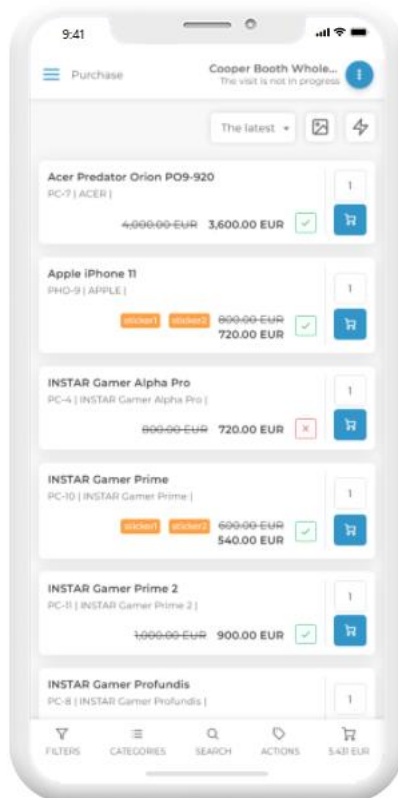 9:41
Purchase
Cooper Booth Whole...
The visit is not in progress
The latest
Acer Predator Orion PO9-920
PC-7 | ACER |
1
4,000.00 EUR 3,600.00 EUR
Apple iPhone 11
PHO-9 | APPLE |
1
sticker1 sticker2 800.00 EUR
720.00 EUR
INSTAR Gamer Alpha Pro
PC-4 | INSTAR Gamer Alpha Pro |
1
800.00 EUR 720.00 EUR
INSTAR Gamer Prime
PC-10 | INSTAR Gamer Prime |
1
sticker1 sticker2 600.00 EUR
540.00 EUR
INSTAR Gamer Prime 2
PC-11 | INSTAR Gamer Prime 2 |
1
1,000.00 EUR 900.00 EUR
INSTAR Gamer Profundis
PC-8 | INSTAR Gamer Profundis |
1
FILTERS CATEGORIES SEARCH ACTIONS 5.431 EUR